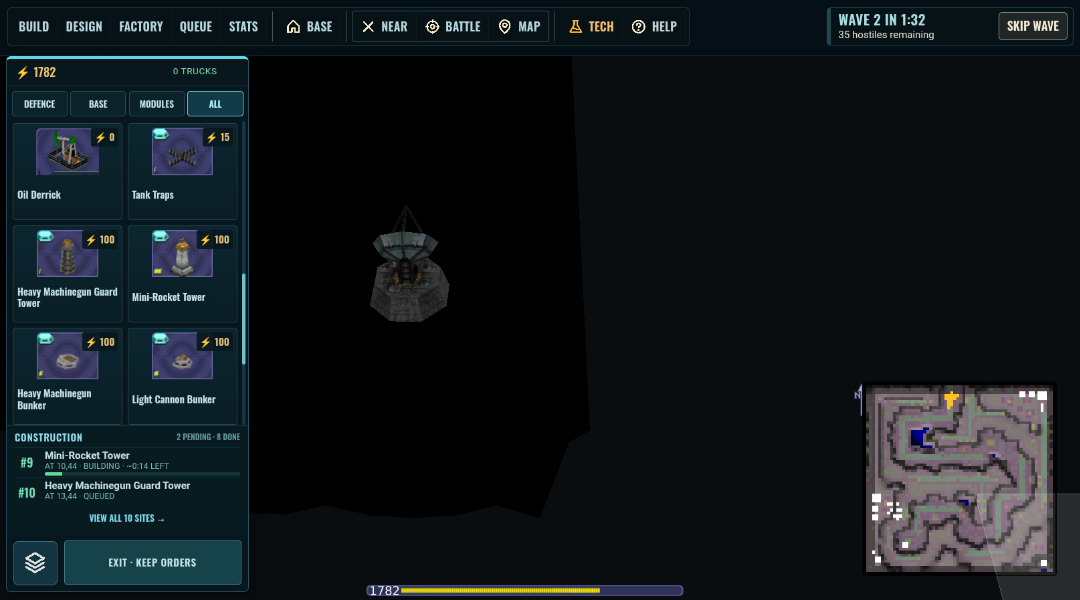 BUILD DESIGN FACTORY QUEUE STATS BASE NEAR BATTLE MAP TECH HELP
WAVE 2 IN 1:32
35 hostiles remaining
SKIP WAVE
1782 0 TRUCKS
DEFENCE BASE MODULES ALL
0
Oil Derrick
15
Tank Traps
100
Heavy Machinegun Guard
Tower
100
Mini-Rocket Tower
100
Heavy Machinegun
Bunker
100
Light Cannon Bunker
CONSTRUCTION 2 PENDING · 8 DONE
#9 Mini-Rocket Tower
AT 10,44 · BUILDING · ~0:14 LEFT
#10 Heavy Machinegun Guard Tower
AT 13,44 · QUEUED
VIEW ALL 10 SITES →
EXIT · KEEP ORDERS
1782
N